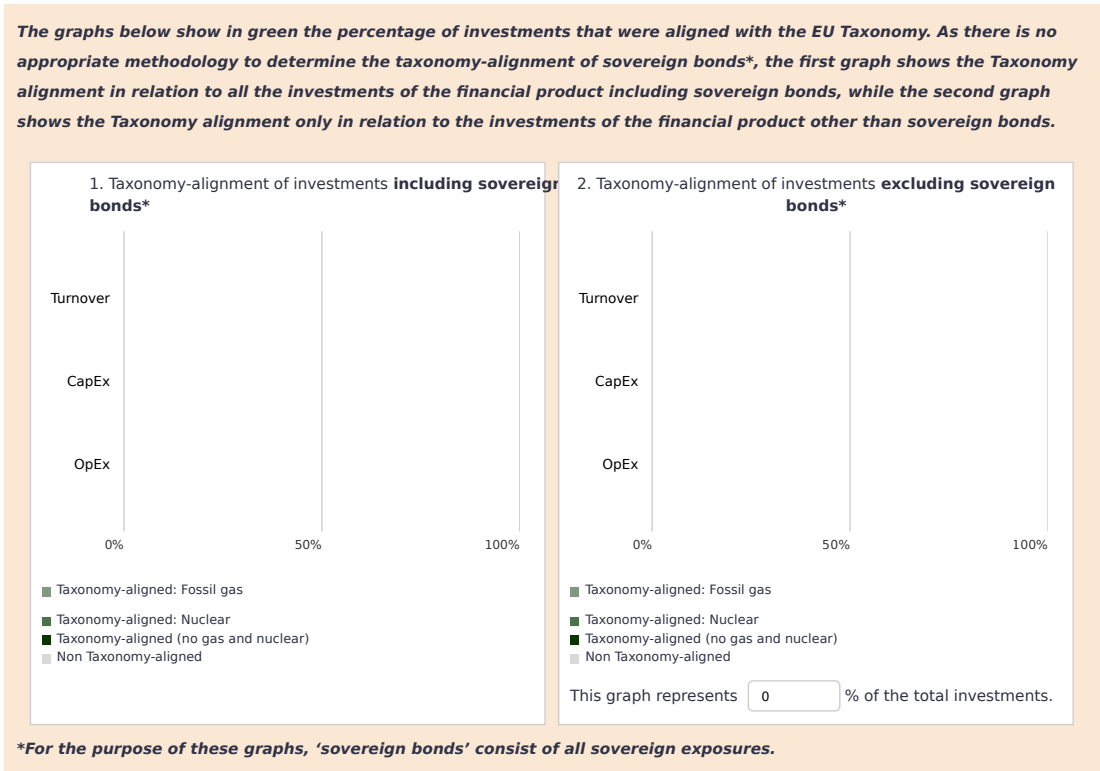 The graphs below show in green the percentage of investments that were aligned with the EU Taxonomy. As there is no
appropriate methodology to determine the taxonomy-alignment of sovereign bonds*, the first graph shows the Taxonomy
alignment in relation to all the investments of the financial product including sovereign bonds, while the second graph
shows the Taxonomy alignment only in relation to the investments of the financial product other than sovereign bonds.
1. Taxonomy-alignment of investments including sovereign
bonds*
Turnover
CapEx
OpEx
0% 50% 100%
Taxonomy-aligned: Fossil gas
Taxonomy-aligned: Nuclear
Taxonomy-aligned (no gas and nuclear)
Non Taxonomy-aligned
2. Taxonomy-alignment of investments excluding sovereign
bonds*
Turnover
CapEx
OpEx
0% 50% 100%
Taxonomy-aligned: Fossil gas
Taxonomy-aligned: Nuclear
Taxonomy-aligned (no gas and nuclear)
Non Taxonomy-aligned
This graph represents 0 % of the total investments.
*For the purpose of these graphs, ‘sovereign bonds’ consist of all sovereign exposures.